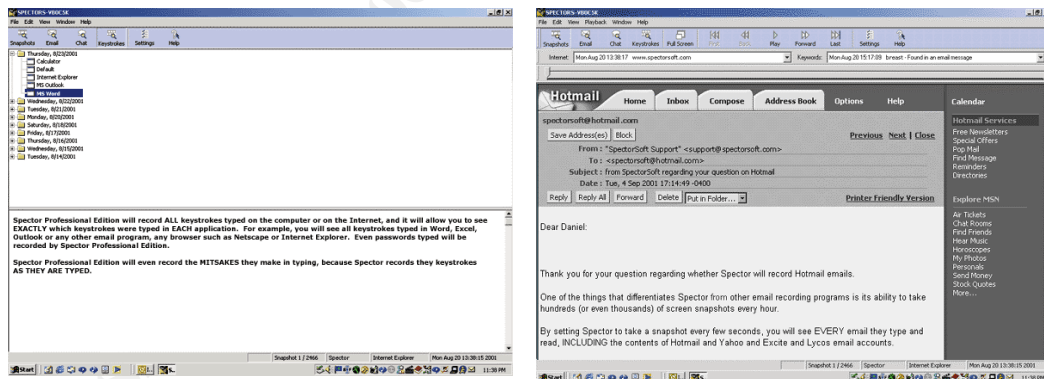 SPECTORS-V80C5K
File Edit View Window Help
Snapshots Email Chat Keystrokes Settings Help
Thursday, 8/23/2001
Calculator
Default
Internet Explorer
MS Outlook
MS Word
Wednesday, 8/22/2001
Tuesday, 8/21/2001
Monday, 8/20/2001
Saturday, 8/18/2001
Friday, 8/17/2001
Thursday, 8/16/2001
Wednesday, 8/15/2001
Tuesday, 8/14/2001
Spector Professional Edition will record ALL keystrokes typed on the computer or on the Internet, and it will allow you to see
EXACTLY which keystrokes were typed in EACH application. For example, you will see all keystrokes typed in Word, Excel,
Outlook or any other email program, any browser such as Netscape or Internet Explorer. Even passwords typed will be
recorded by Spector Professional Edition.
Spector Professional Edition will even record the MITSAKES they make in typing, because Spector records they keystrokes
AS THEY ARE TYPED.
Snapshot 1 / 2466 Spector Internet Explorer Mon Aug 20 13:38:15 2001
Start 11:38 PM
SPECTORS-V80C5K
File Edit View Playback Window Help
Snapshots Email Chat Keystrokes Full Screen First Back Play Forward Last Settings Help
Internet: Mon Aug 20 13:38:17 www.spectorsoft.com Keywords: Mon Aug 20 15:17:09 breast - Found in an email message
Hotmail Home Inbox Compose Address Book Options Help
spectorsoft@hotmail.com
Save Address(es) Block Previous Next | Close
From : "SpectorSoft Support" <support@spectorsoft.com>
To : <spectorsoft@hotmail.com>
Subject : from SpectorSoft regarding your question on Hotmail
Date : Tue, 4 Sep 2001 17:14:49 -0400
Reply Reply All Forward Delete Put in Folder... Printer Friendly Version
Dear Daniel:
Thank you for your question regarding whether Spector will record Hotmail emails.
One of the things that differentiates Spector from other email recording programs is its ability to take
hundreds (or even thousands) of screen snapshots every hour.
By setting Spector to take a snapshot every few seconds, you will see EVERY email they type and
read, INCLUDING the contents of Hotmail and Yahoo and Excite and Lycos email accounts.
Calendar
Hotmail Services
Free Newsletters
Special Offers
Pop Mail
Find Message
Reminders
Directories
Explore MSN
Air Tickets
Chat Rooms
Find Friends
Hear Music
Horoscopes
My Photos
Personals
Send Money
Stock Quotes
More...
Snapshot 1 / 2466 Spector Internet Explorer Mon Aug 20 13:38:15 2001
Start 11:38 PM